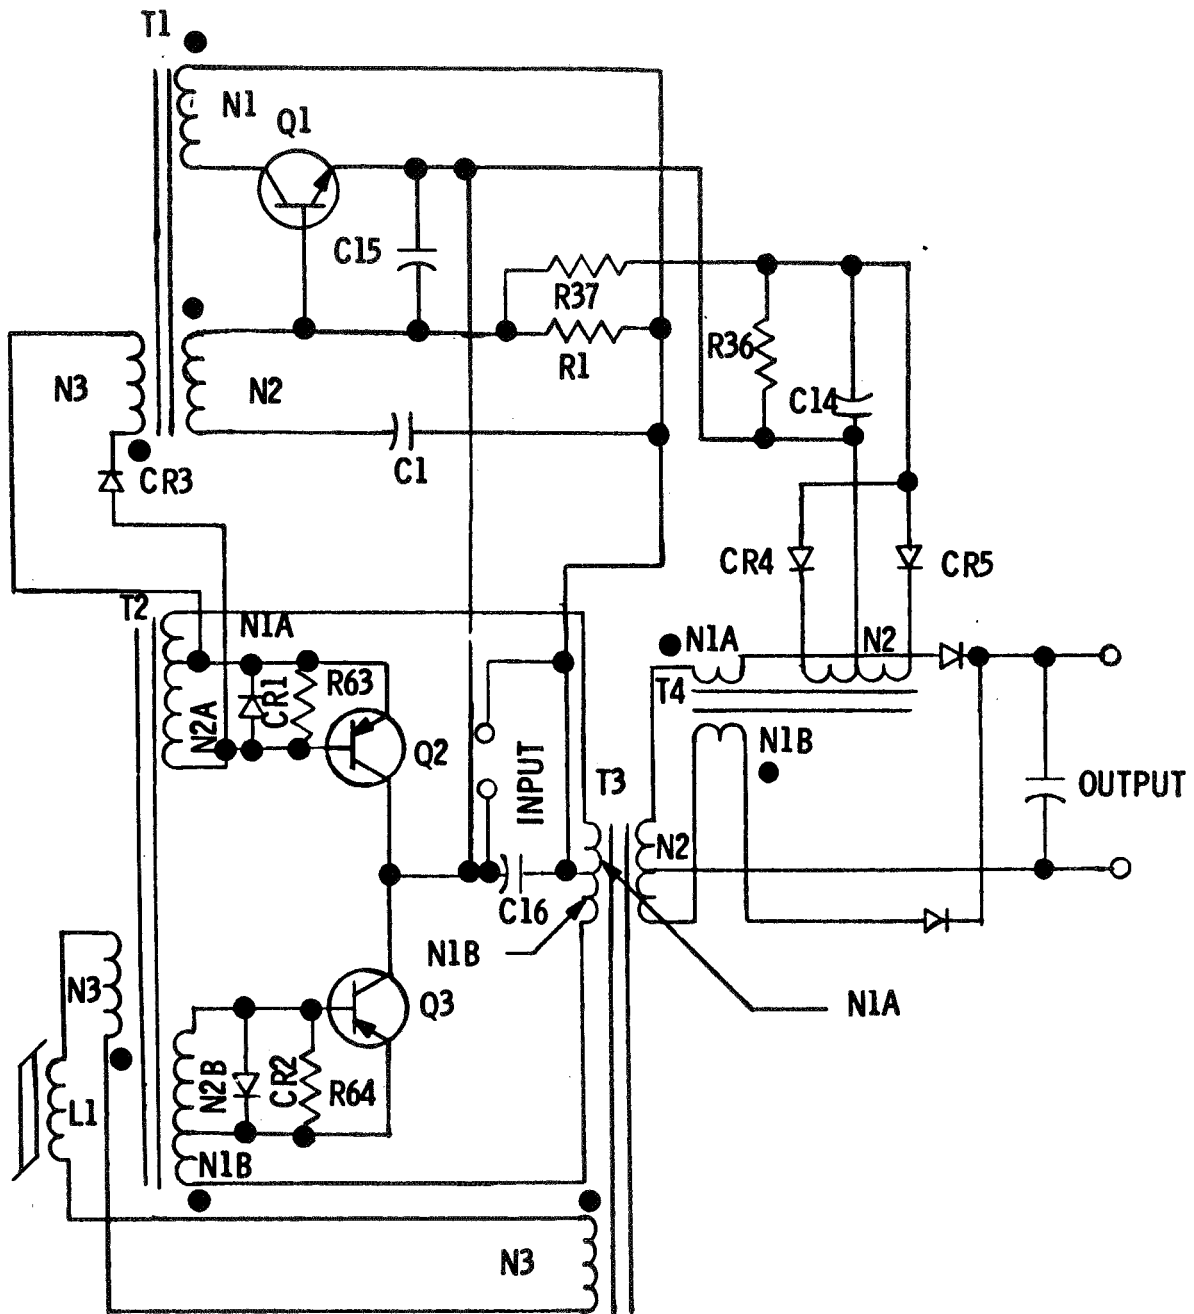 T1
N1
Q1
C15
R37
R1
R36
C14
N3
N2
C1
CR3
CR4
CR5
T2
N1A
N1A
N2
R63
CR1
N2A
T4
Q2
N1B
INPUT
T3
OUTPUT
N2
C16
N1B
N3
Q3
N1A
N2B
CR2
R64
L1
N1B
N3